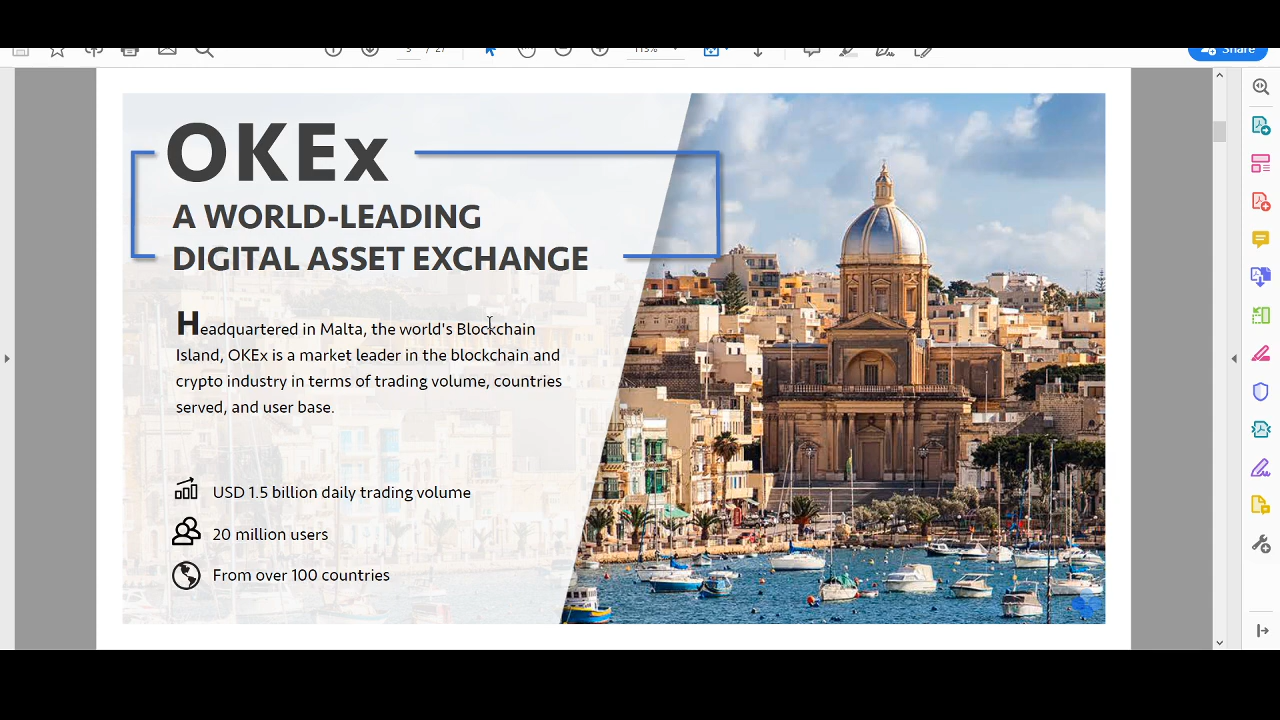 Share
OKEx
A WORLD-LEADING
DIGITAL ASSET EXCHANGE
Headquartered in Malta, the world's Blockchain
Island, OKEx is a market leader in the blockchain and
crypto industry in terms of trading volume, countries
served, and user base.
USD 1.5 billion daily trading volume
20 million users
From over 100 countries